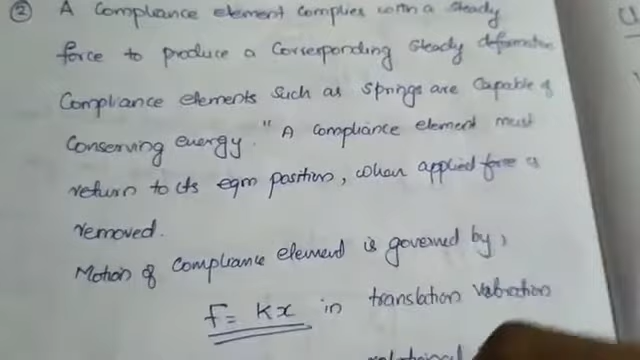 ② A Compliance element complies with a steady
force to produce a Corresponding steady deformation
Compliance elements Such as springs are Capable of
Conserving energy. "A compliance element must
return to its eqm position, when applied force is
removed.
Motion of compliance element is governed by,
F = Kx in translation vibration